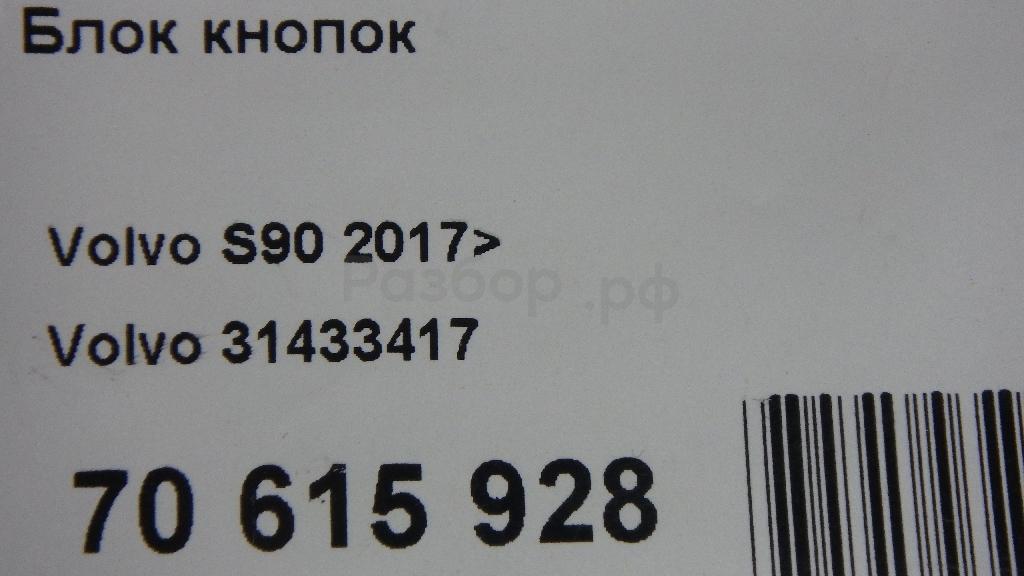 Блок кнопок
Volvo S90 2017>
Разбор.рф
Volvo 31433417
70 615 928